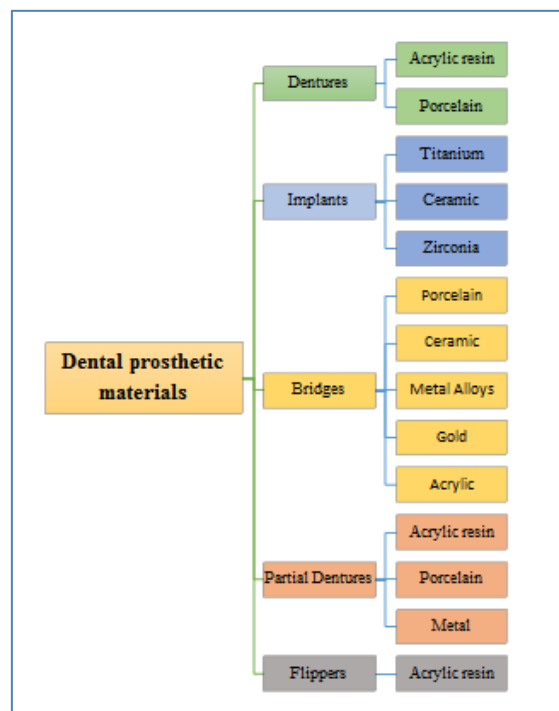 Dental prosthetic
materials
Dentures
Acrylic resin
Porcelain
Implants
Titanium
Ceramic
Zirconia
Bridges
Porcelain
Ceramic
Metal Alloys
Gold
Acrylic
Partial Dentures
Acrylic resin
Porcelain
Metal
Flippers
Acrylic resin